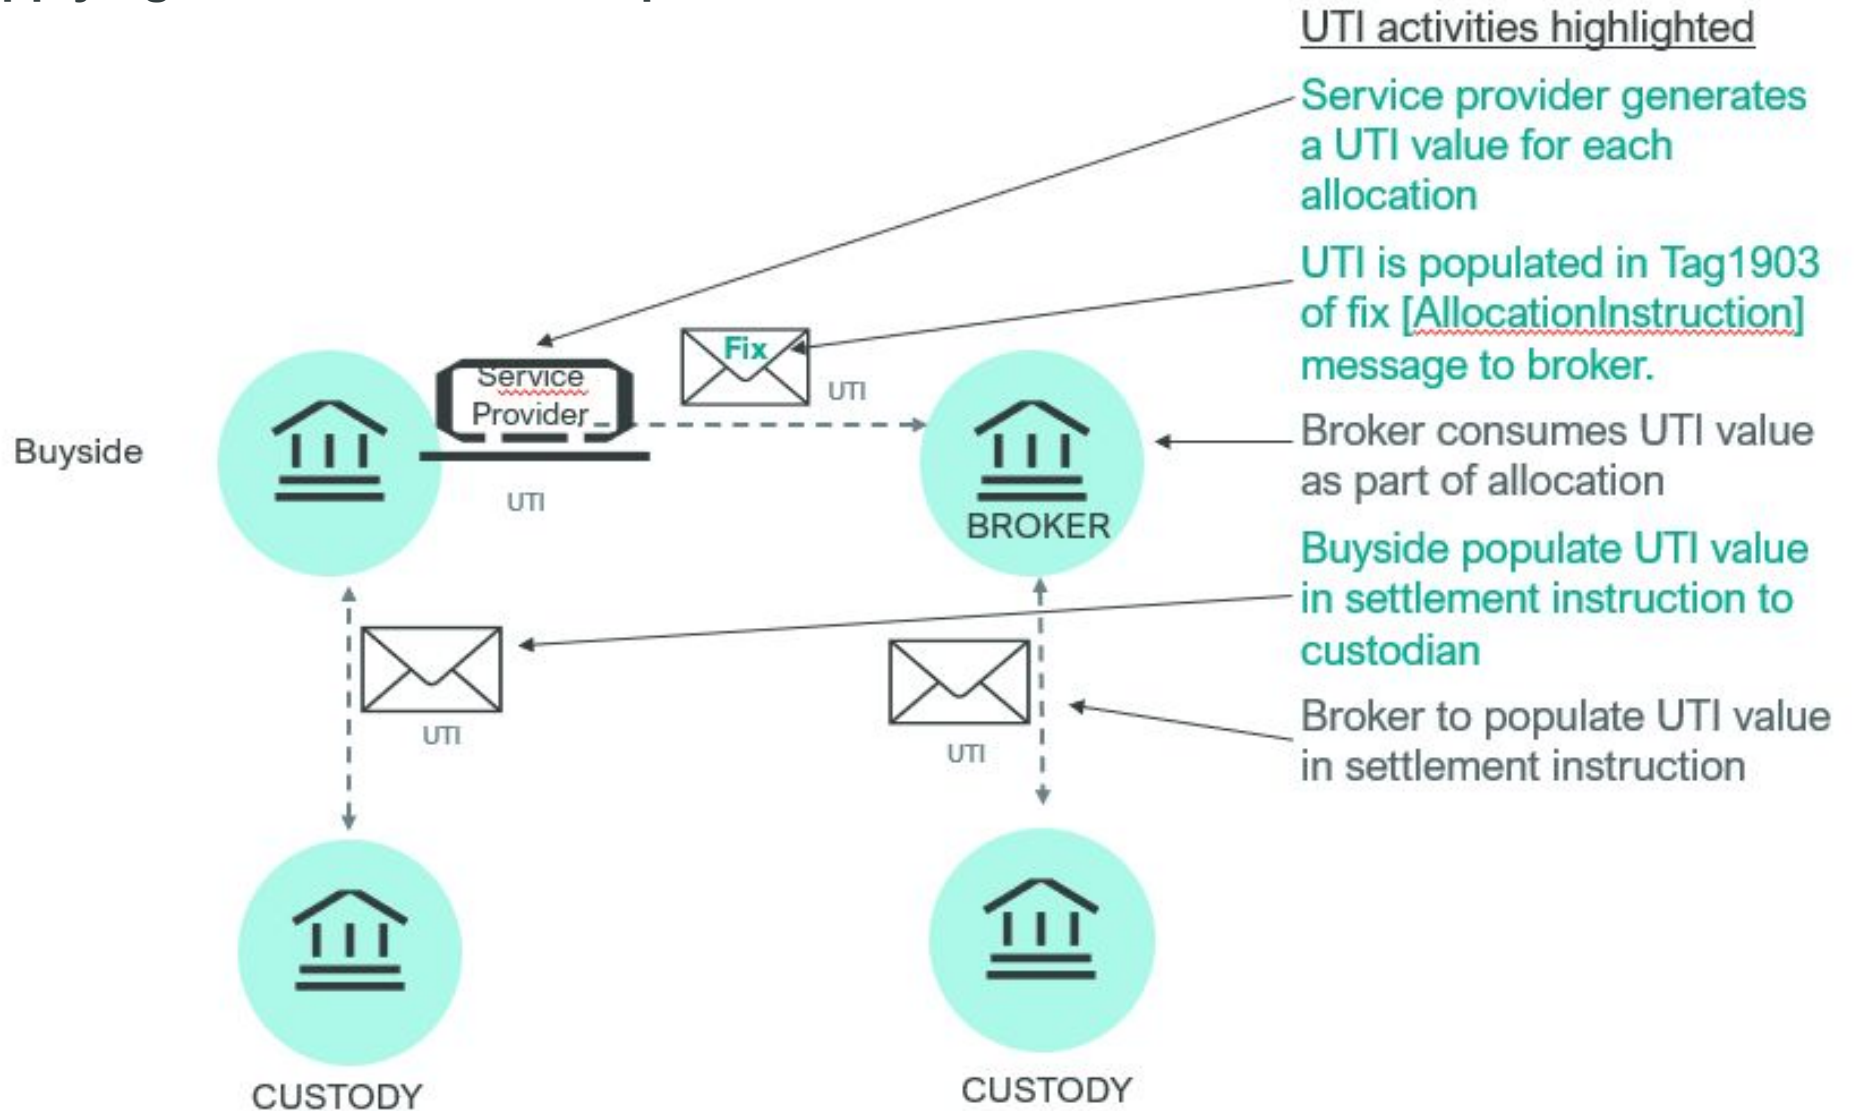 UTI activities highlighted
Service provider generates
a UTI value for each
allocation
UTI is populated in Tag1903
of fix [AllocationInstruction]
message to broker.
Broker consumes UTI value
as part of allocation
Buyside populate UTI value
in settlement instruction to
custodian
Broker to populate UTI value
in settlement instruction
Buyside
Service
Provider
UTI
Fix
UTI
BROKER
UTI
UTI
CUSTODY
CUSTODY